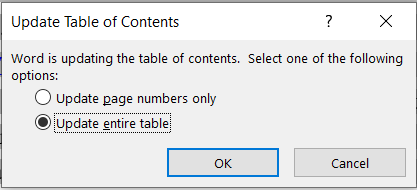 Update Table of Contents
Word is updating the table of contents.  Select one of the following
options:
Update page numbers only
Update entire table
OK
Cancel